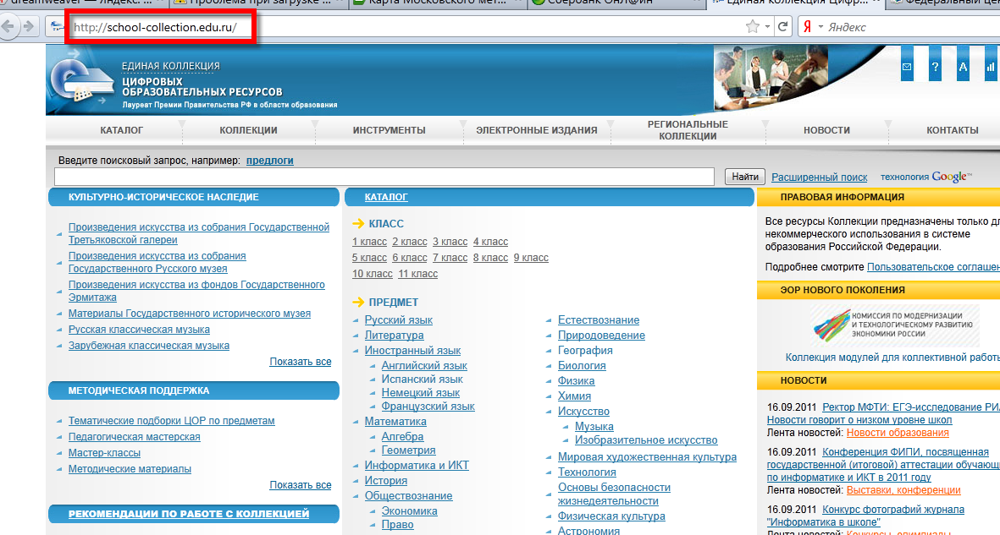 dreamweaver — Яндекс.
Проблема при загрузке
Карта Московского мет...
Сбербанк ОнЛ@йн
Единая Коллекция Цифр...
Федеральный це
http://school-collection.edu.ru/
Яндекс
ЕДИНАЯ КОЛЛЕКЦИЯ
ЦИФРОВЫХ
ОБРАЗОВАТЕЛЬНЫХ РЕСУРСОВ
Лауреат Премии Правительства РФ в области образования
КАТАЛОГ
КОЛЛЕКЦИИ
ИНСТРУМЕНТЫ
ЭЛЕКТРОННЫЕ ИЗДАНИЯ
РЕГИОНАЛЬНЫЕ
КОЛЛЕКЦИИ
НОВОСТИ
КОНТАКТЫ
Введите поисковый запрос, например: предлоги
Найти
Расширенный поиск
технология Google™
КУЛЬТУРНО-ИСТОРИЧЕСКОЕ НАСЛЕДИЕ
Произведения искусства из собрания Государственной
Третьяковской галереи
Произведения искусства из собрания
Государственного Русского музея
Произведения искусства из фондов Государственного
Эрмитажа
Материалы Государственного исторического музея
Русская классическая музыка
Зарубежная классическая музыка
Показать все
МЕТОДИЧЕСКАЯ ПОДДЕРЖКА
Тематические подборки ЦОР по предметам
Педагогическая мастерская
Мастер-классы
Методические материалы
Показать все
РЕКОМЕНДАЦИИ ПО РАБОТЕ С КОЛЛЕКЦИЕЙ
КАТАЛОГ
КЛАСС
1 класс 2 класс 3 класс 4 класс
5 класс 6 класс 7 класс 8 класс 9 класс
10 класс 11 класс
ПРЕДМЕТ
Русский язык
Литература
Иностранный язык
Английский язык
Испанский язык
Немецкий язык
Французский язык
Математика
Алгебра
Геометрия
Информатика и ИКТ
История
Обществознание
Экономика
Право
Естествознание
Природоведение
География
Биология
Физика
Химия
Искусство
Музыка
Изобразительное искусство
Мировая художественная культура
Технология
Основы безопасности
жизнедеятельности
Физическая культура
Астрономия
ПРАВОВАЯ ИНФОРМАЦИЯ
Все ресурсы Коллекции предназначены только дл
некоммерческого использования в системе
образования Российской Федерации.
Подробнее смотрите Пользовательское соглашен
ЭОР НОВОГО ПОКОЛЕНИЯ
КОМИССИЯ ПО МОДЕРНИЗАЦИИ
И ТЕХНОЛОГИЧЕСКОМУ РАЗВИТИЮ
ЭКОНОМИКИ РОССИИ
Коллекция модулей для коллективной работы
НОВОСТИ
16.09.2011 Ректор МФТИ: ЕГЭ-исследование РИА
Новости говорит о низком уровне школ
Лента новостей: Новости образования
16.09.2011 Конференция ФИПИ, посвященная
государственной (итоговой) аттестации обучающ
по информатике и ИКТ в 2011 году
Лента новостей: Выставки, конференции
16.09.2011 Конкурс фотографий журнала
"Информатика в школе"
Лента новостей: Конкурсы, олимпиады